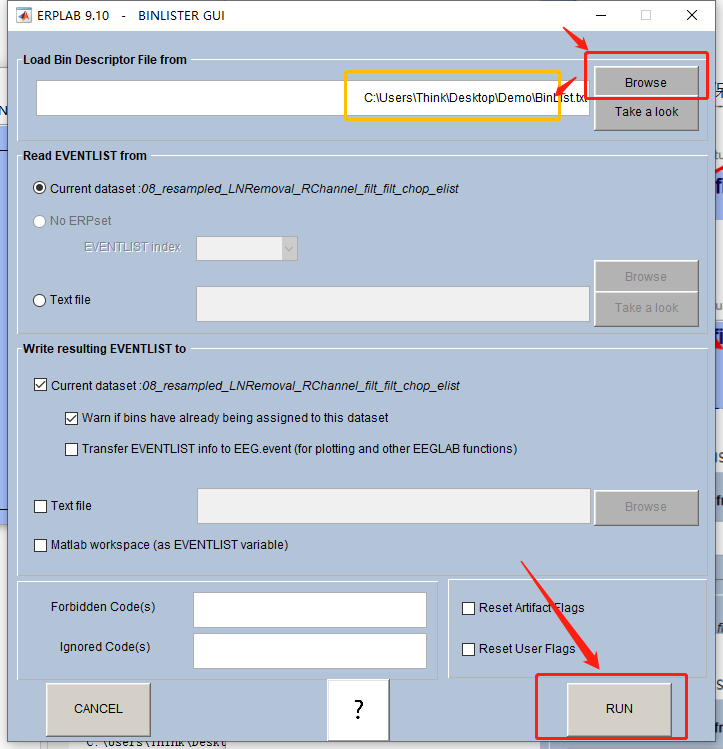 ERPLAB 9.10 - BINLISTER GUI
Load Bin Descriptor File from
C:\Users\Think\Desktop\Demo\BinList.txt
Browse
Take a look
Read EVENTLIST from
Current dataset :08_resampled_LNRemoval_RChannel_filt_filt_chop_elist
No ERPset
EVENTLIST index
Browse
Text file
Take a look
Write resulting EVENTLIST to
Current dataset :08_resampled_LNRemoval_RChannel_filt_filt_chop_elist
Warn if bins have already being assigned to this dataset
Transfer EVENTLIST info to EEG.event (for plotting and other EEGLAB functions)
Text file
Browse
Matlab workspace (as EVENTLIST variable)
Forbidden Code(s)
Reset Artifact Flags
Ignored Code(s)
Reset User Flags
CANCEL
?
RUN